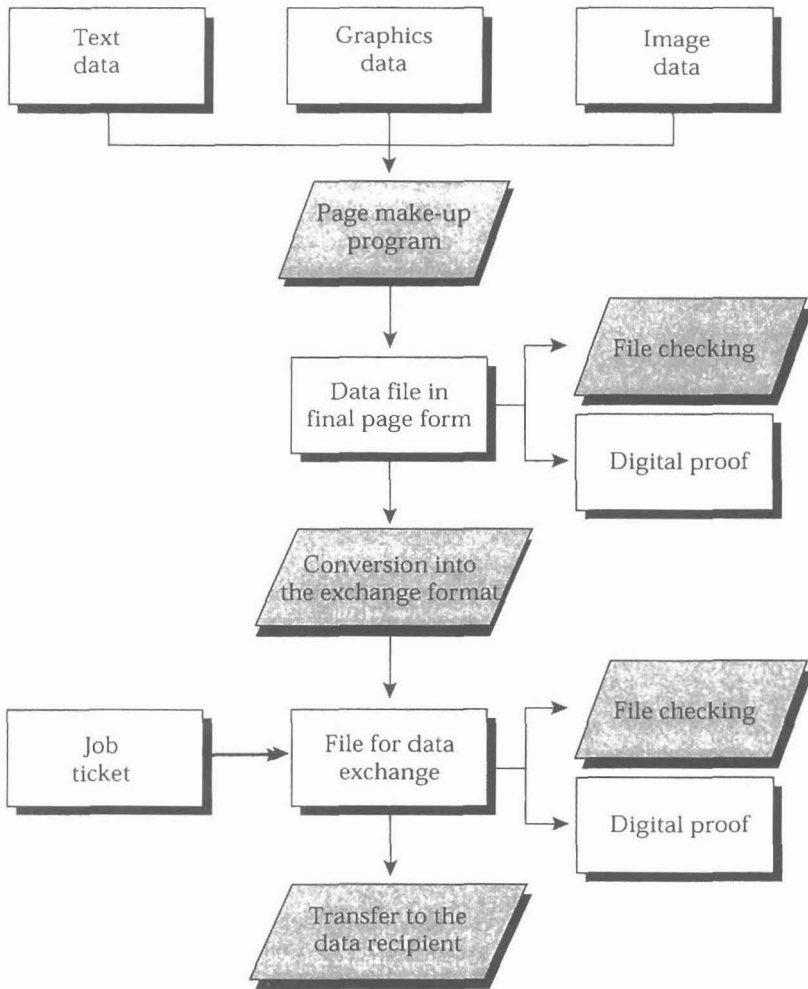 Text
data
Graphics
data
Image
data
Page make-up
program
File checking
Data file in
final page form
Digital proof
Conversion into
the exchange format
File checking
Job
ticket
File for data
exchange
Digital proof
Transfer to the
data recipient